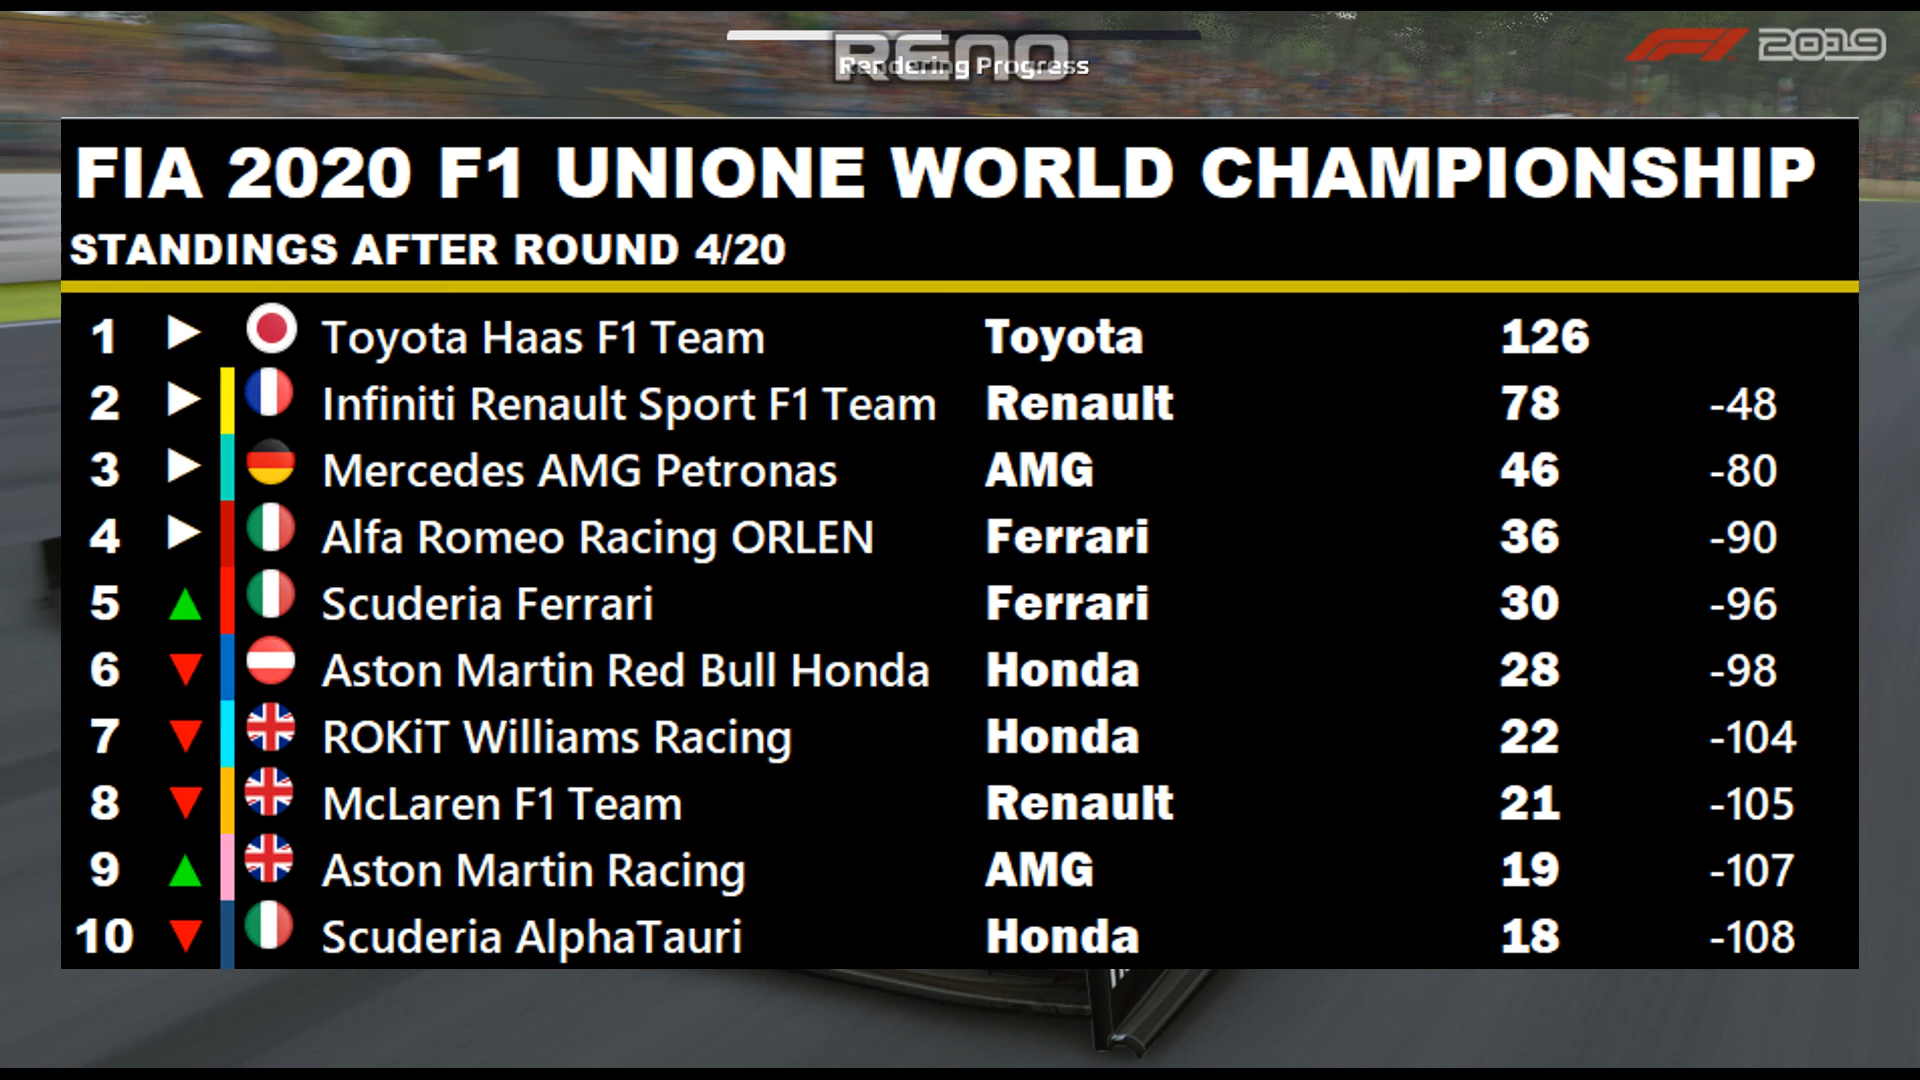 RENO
Rendering Progress
F1 2019
FIA 2020 F1 UNIONE WORLD CHAMPIONSHIP
STANDINGS AFTER ROUND 4/20
1 Toyota Haas F1 Team Toyota 126
2 Infiniti Renault Sport F1 Team Renault 78 -48
3 Mercedes AMG Petronas AMG 46 -80
4 Alfa Romeo Racing ORLEN Ferrari 36 -90
5 Scuderia Ferrari Ferrari 30 -96
6 Aston Martin Red Bull Honda Honda 28 -98
7 ROKiT Williams Racing Honda 22 -104
8 McLaren F1 Team Renault 21 -105
9 Aston Martin Racing AMG 19 -107
10 Scuderia AlphaTauri Honda 18 -108